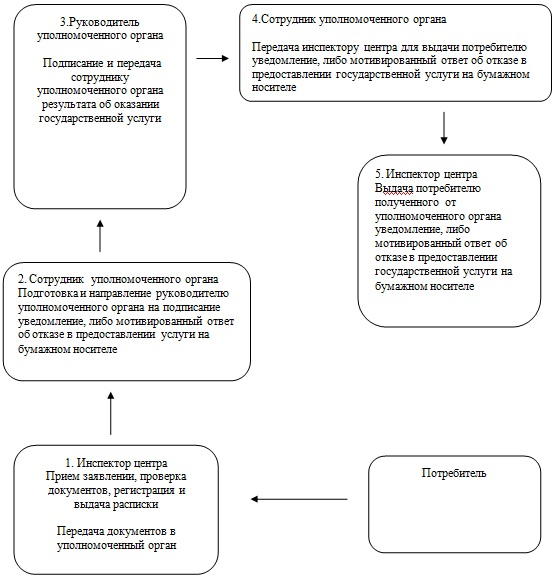 3.Руководитель
уполномоченного органа
Подписание и передача
сотруднику
уполномоченного органа
результата об оказании
государственной услуги
4.Сотрудник уполномоченного органа
Передача инспектору центра для выдачи потребителю
уведомление, либо мотивированный ответ об отказе в
предоставлении государственной услуги на бумажном
носителе
5. Инспектор центра
Выдача потребителю
полученного от
уполномоченного органа
уведомление, либо
мотивированный ответ об
отказе в предоставлении
государственной услуги на
бумажном носителе
2. Сотрудник уполномоченного органа
Подготовка и направление руководителю
уполномоченного органа на подписание
уведомление, либо мотивированный ответ
об отказе в предоставлении услуги на
бумажном носителе
1. Инспектор центра
Прием заявлении, проверка
документов, регистрация и
выдача расписки
Передача документов в
уполномоченный орган
Потребитель